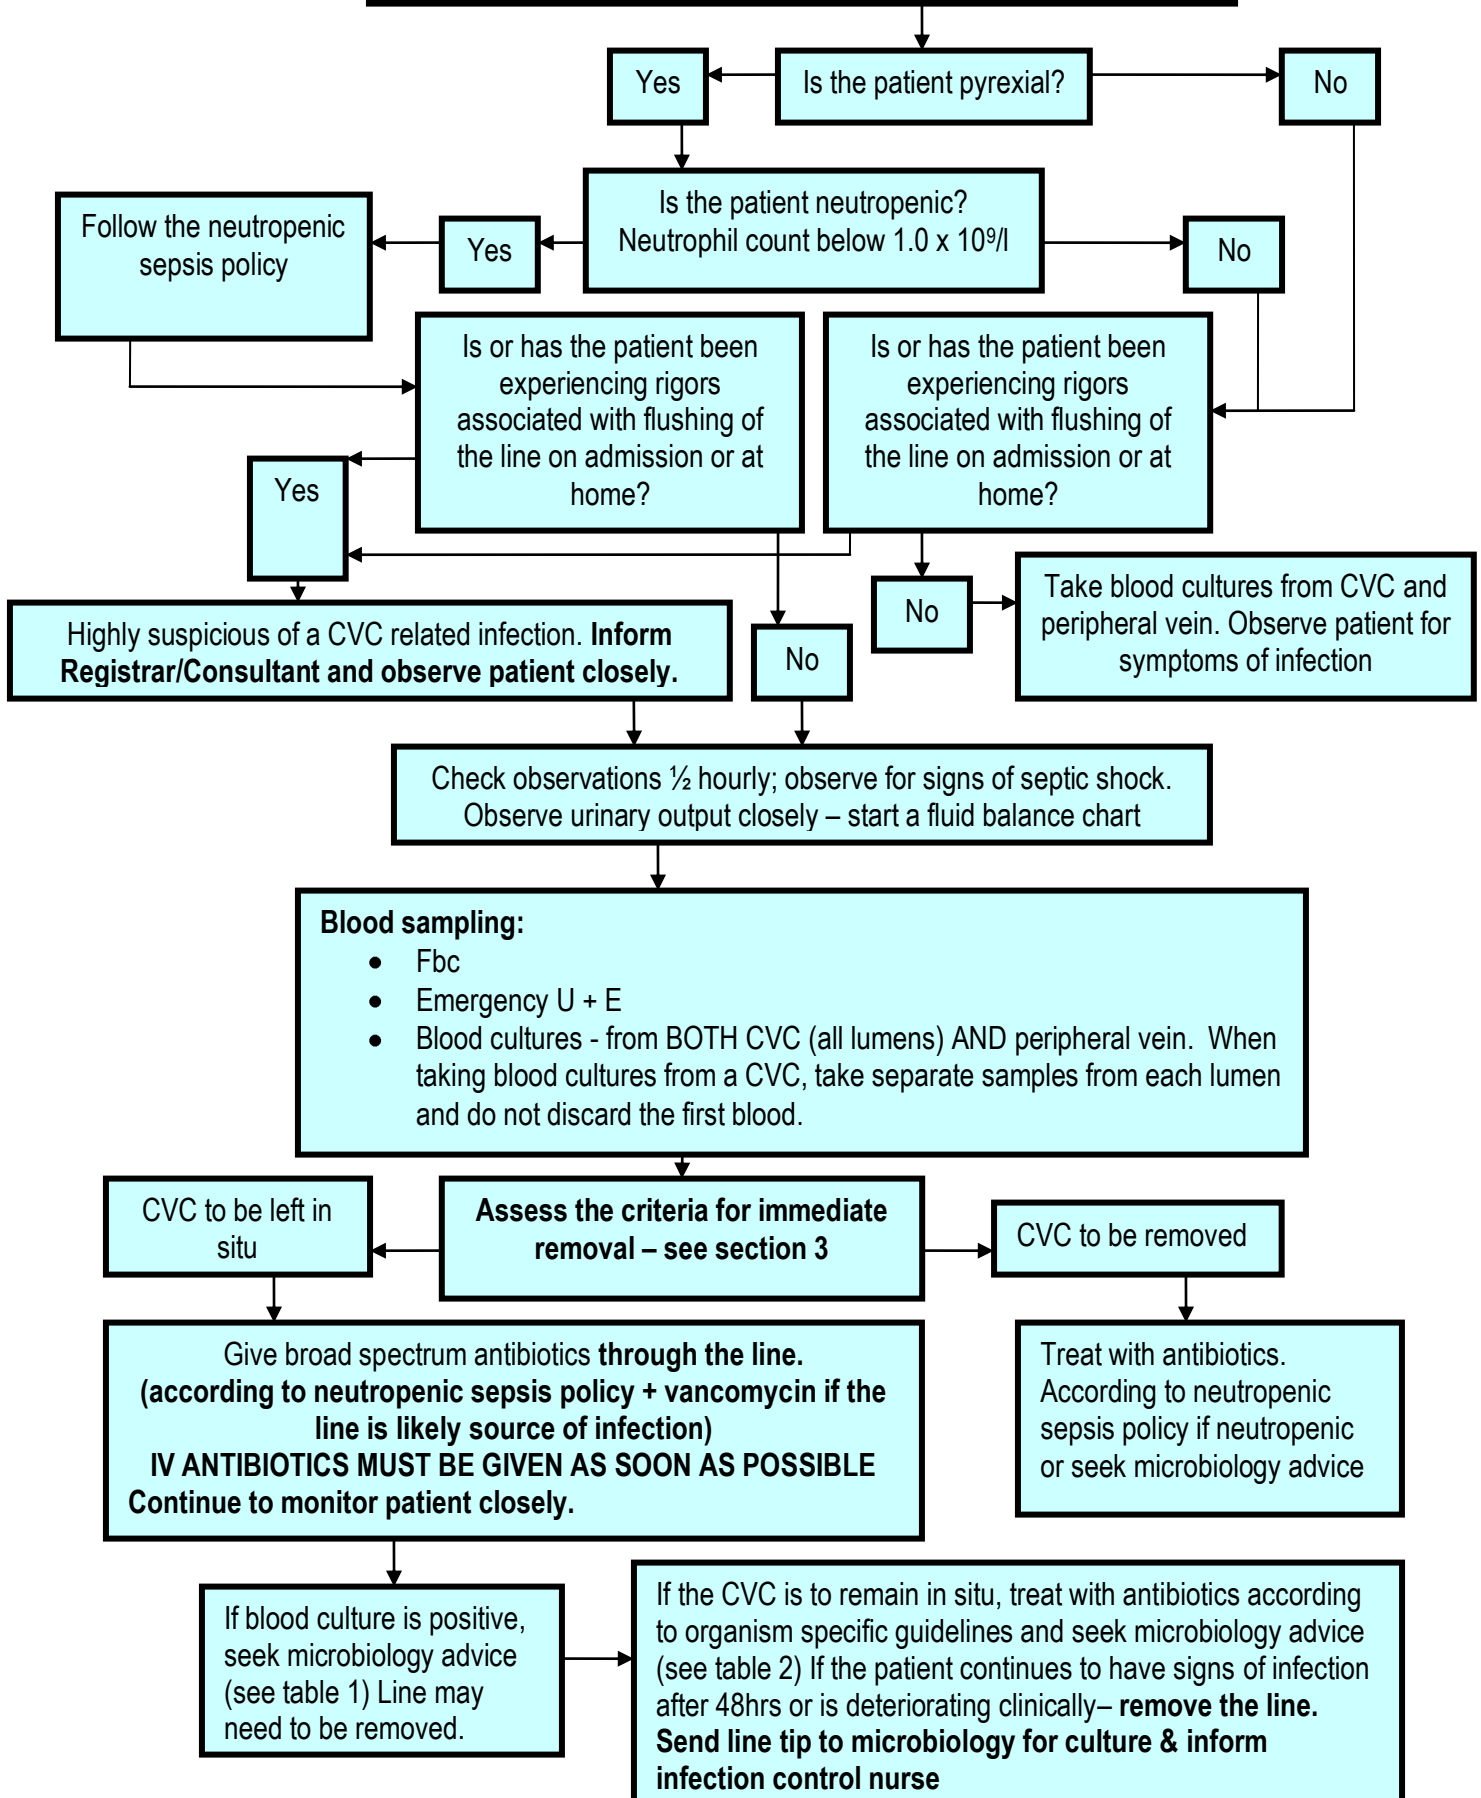 Is the patient pyrexial?
Yes
No
Is the patient neutropenic?
Neutrophil count below 1.0 x 10⁹/l
Follow the neutropenic
sepsis policy
Yes
No
Is or has the patient been
experiencing rigors
associated with flushing of
the line on admission or at
home?
Is or has the patient been
experiencing rigors
associated with flushing of
the line on admission or at
home?
Yes
No
Take blood cultures from CVC and
peripheral vein. Observe patient for
symptoms of infection
Highly suspicious of a CVC related infection. Inform
Registrar/Consultant and observe patient closely.
No
Check observations ½ hourly; observe for signs of septic shock.
Observe urinary output closely – start a fluid balance chart
Blood sampling:
• Fbc
• Emergency U + E
• Blood cultures - from BOTH CVC (all lumens) AND peripheral vein. When
taking blood cultures from a CVC, take separate samples from each lumen
and do not discard the first blood.
CVC to be left in
situ
Assess the criteria for immediate
removal – see section 3
CVC to be removed
Give broad spectrum antibiotics through the line.
(according to neutropenic sepsis policy + vancomycin if the
line is likely source of infection)
IV ANTIBIOTICS MUST BE GIVEN AS SOON AS POSSIBLE
Continue to monitor patient closely.
Treat with antibiotics.
According to neutropenic
sepsis policy if neutropenic
or seek microbiology advice
If blood culture is positive,
seek microbiology advice
(see table 1) Line may
need to be removed.
If the CVC is to remain in situ, treat with antibiotics according
to organism specific guidelines and seek microbiology advice
(see table 2) If the patient continues to have signs of infection
after 48hrs or is deteriorating clinically– remove the line.
Send line tip to microbiology for culture & inform
infection control nurse